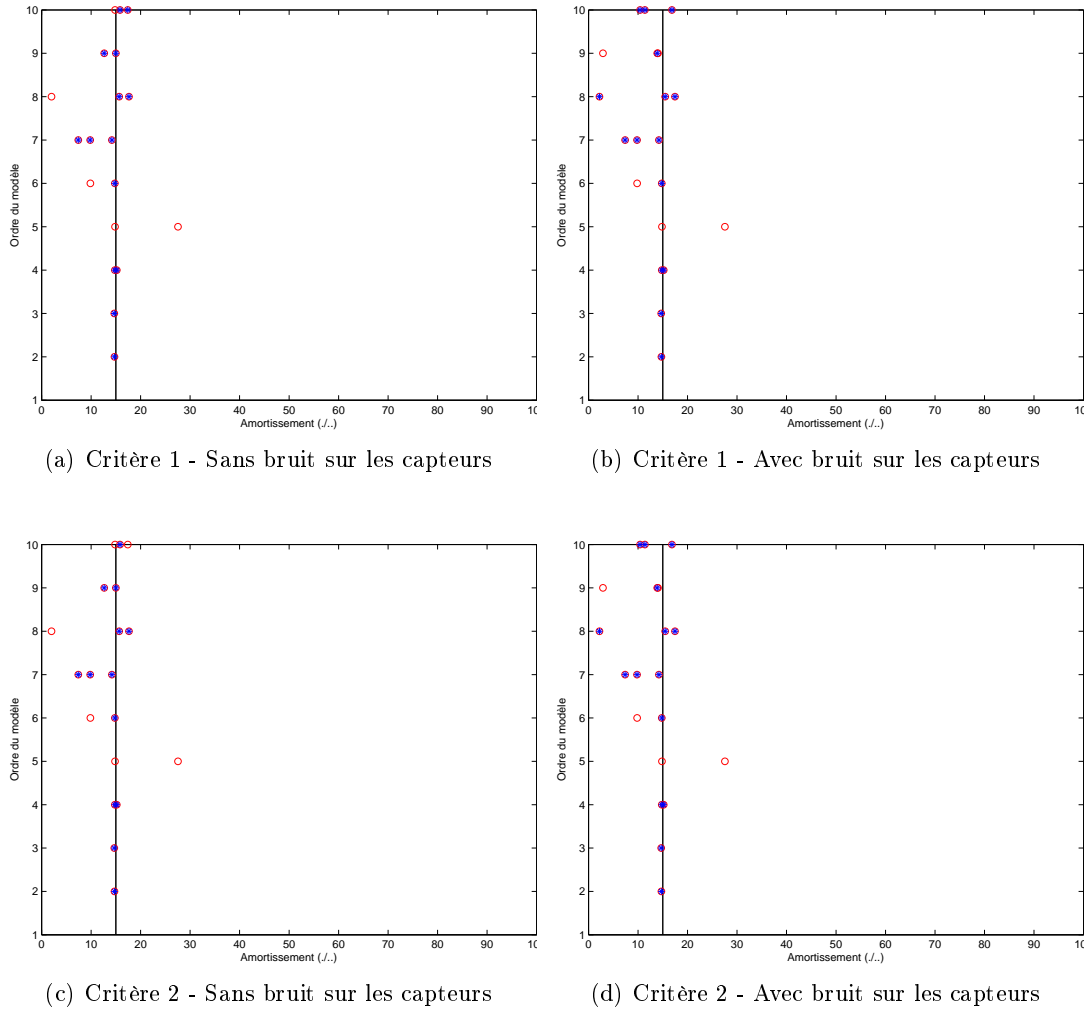 10
9
8
7
6
5
4
3
2
1
Ordre du modèle
0 10 20 30 40 50 60 70 80 90 10
Amortissement (./..)
(a) Critère 1 - Sans bruit sur les capteurs
10
9
8
7
6
5
4
3
2
1
Ordre du modèle
0 10 20 30 40 50 60 70 80 90 10
Amortissement (./..)
(b) Critère 1 - Avec bruit sur les capteurs
10
9
8
7
6
5
4
3
2
1
Ordre du modèle
0 10 20 30 40 50 60 70 80 90 10
Amortissement (./..)
(c) Critère 2 - Sans bruit sur les capteurs
10
9
8
7
6
5
4
3
2
1
Ordre du modèle
0 10 20 30 40 50 60 70 80 90 10
Amortissement (./..)
(d) Critère 2 - Avec bruit sur les capteurs